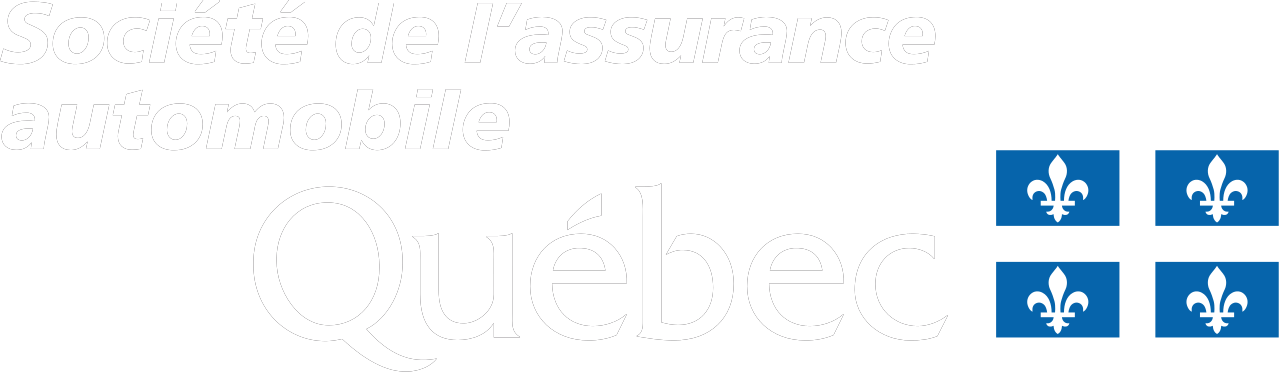 Société de l’assurance
automobile
Québec